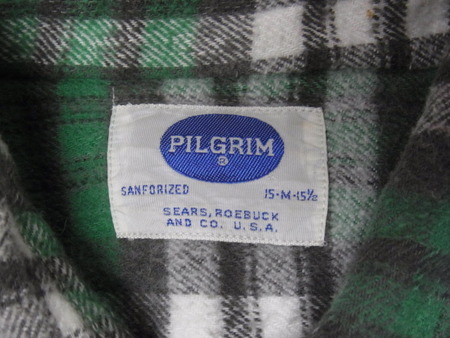 PILGRIM
®
SANFORIZED 15-M-15½
SEARS, ROEBUCK
AND CO. U.S.A.